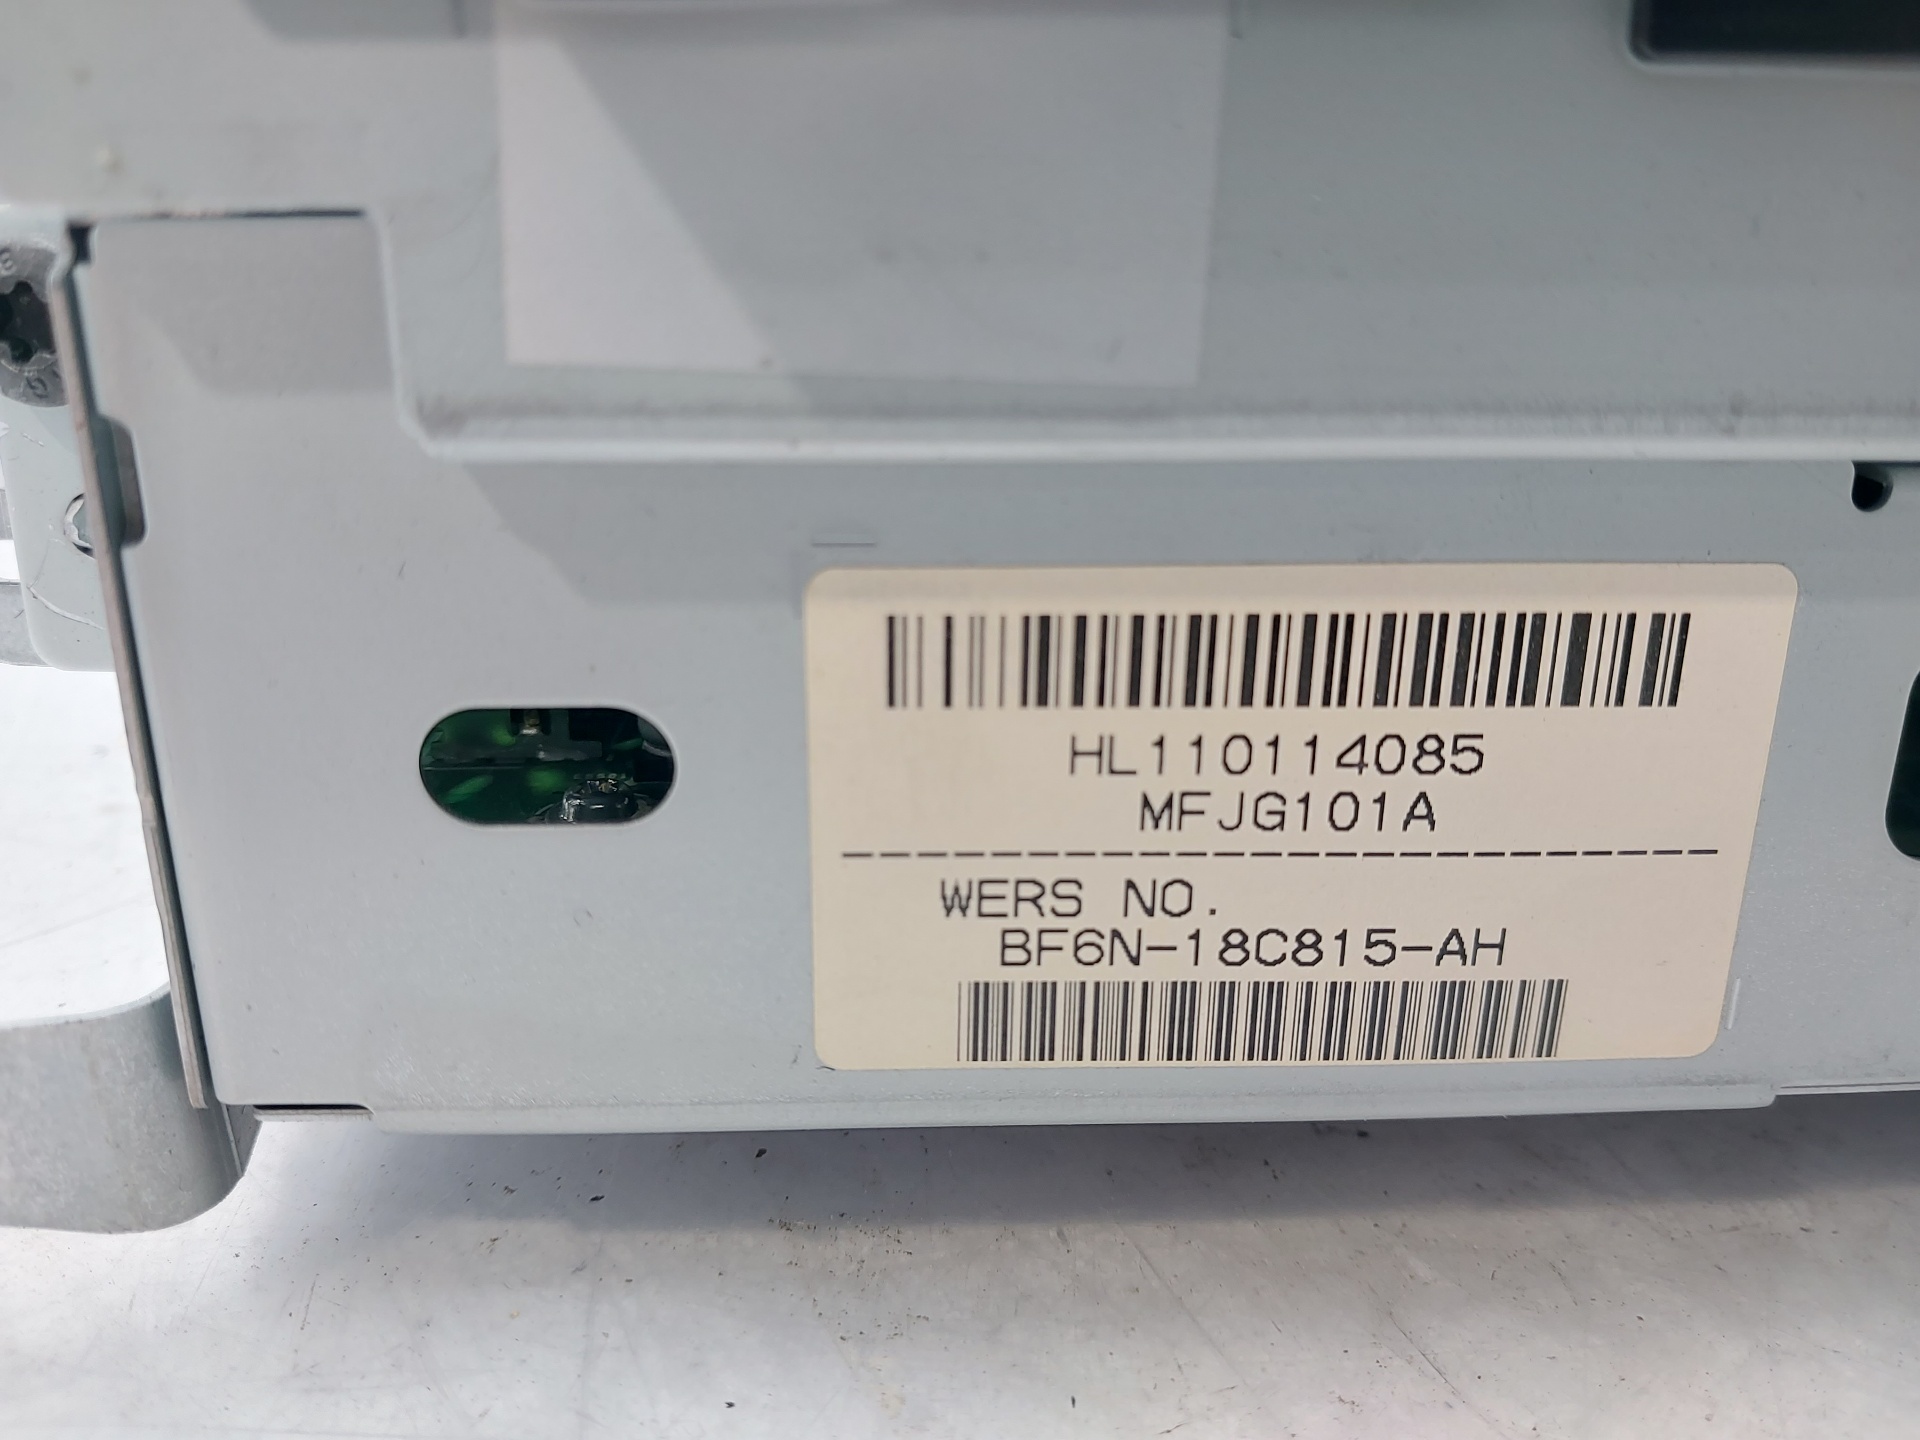 HL110114085
MFJG101A
WERS NO.
BF6N-18C815-AH